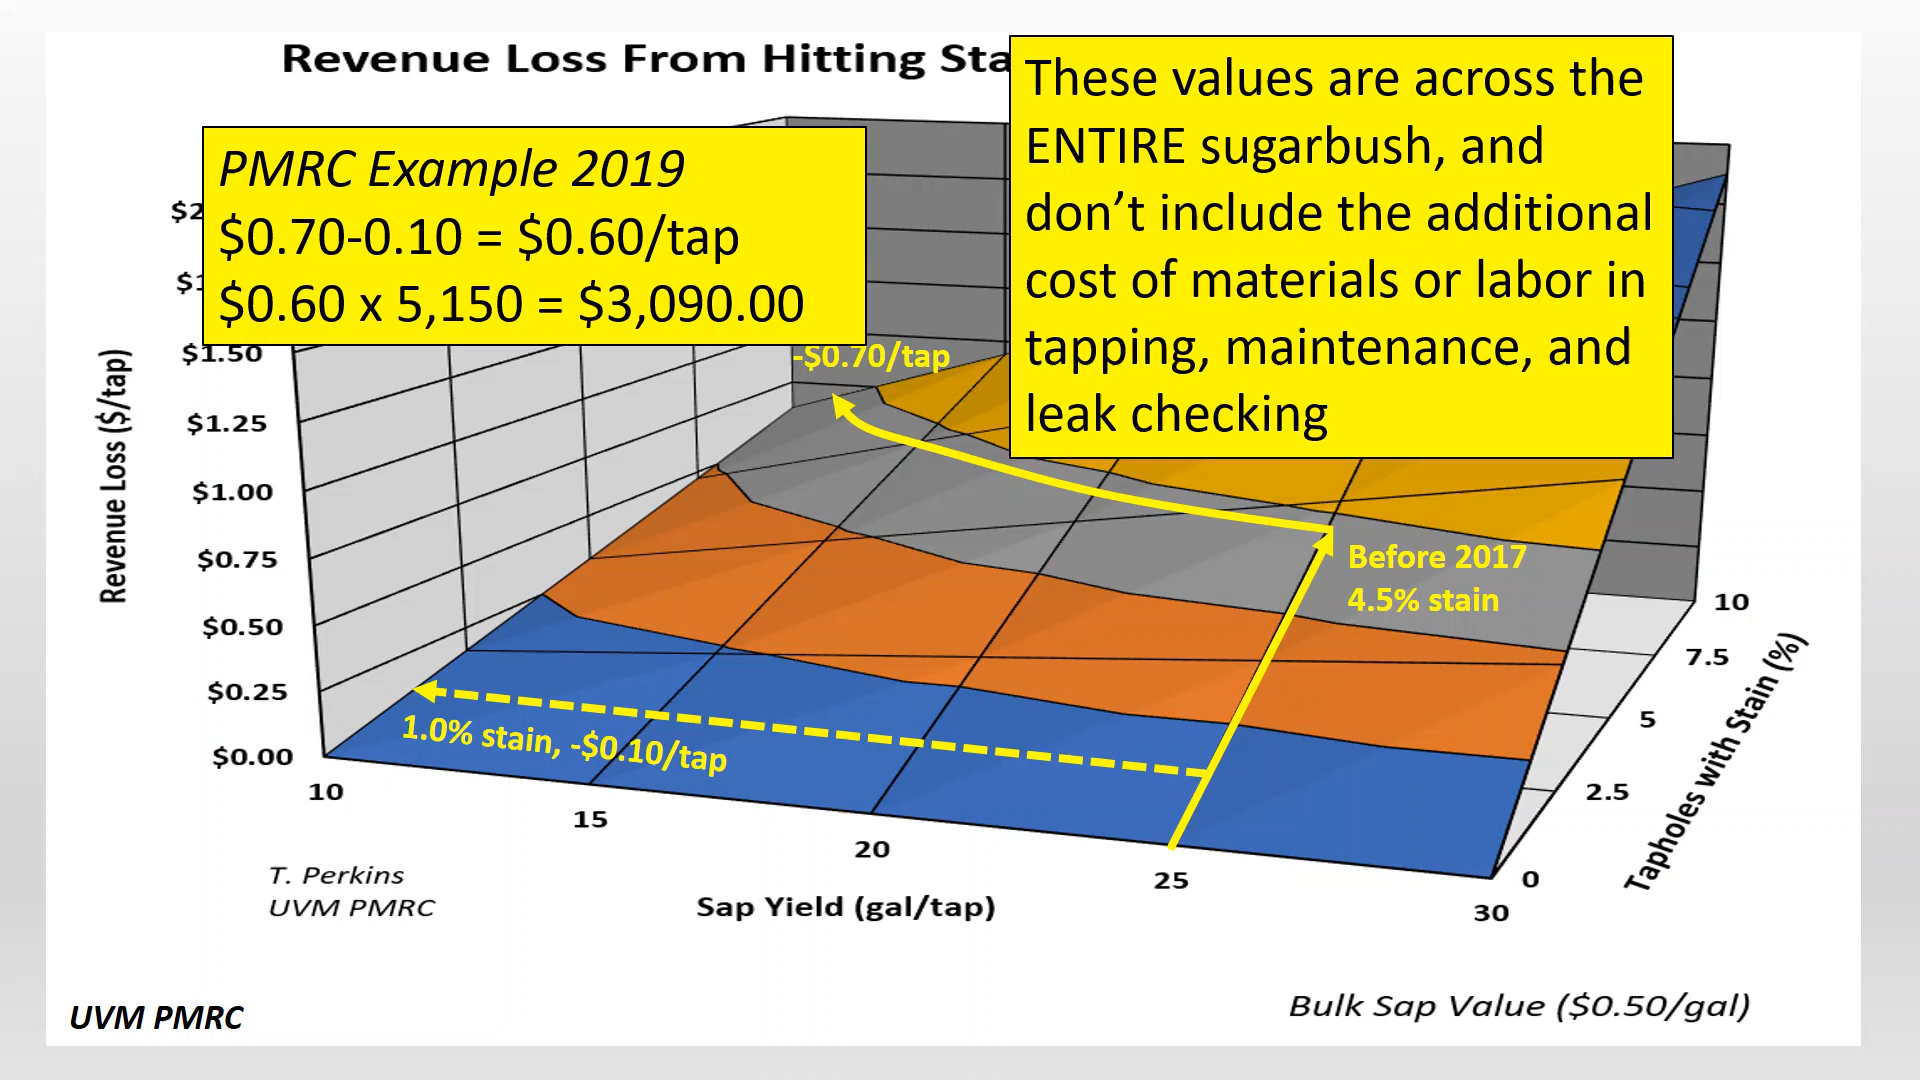 Revenue Loss From Hitting
These values are across the
ENTIRE sugarbush, and
don't include the additional
cost of materials or labor in
tapping, maintenance, and
leak checking
PMRC Example 2019
$0.70-0.10 = $0.60/tap
$0.60 x 5,150 = $3,090.00
-$0.70/tap
$1.50
$1.25
$1.00
$0.75
$0.50
$0.25
$0.00
Revenue Loss ($/tap)
Before 2017
4.5% stain
1.0% stain, -$0.10/tap
10
7.5
5
2.5
0
Tapholes with Stain (%)
10
15
20
25
30
Sap Yield (gal/tap)
T. Perkins
UVM PMRC
Bulk Sap Value ($0.50/gal)
UVM PMRC